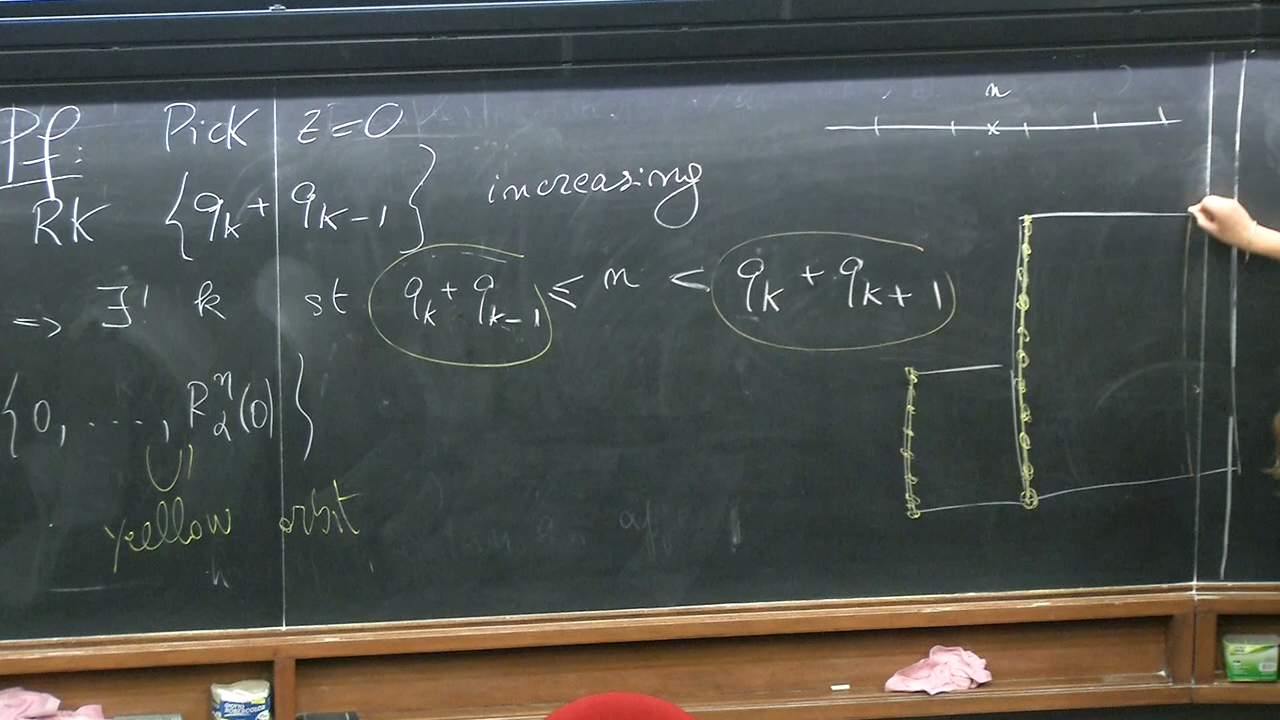 Pf: Pick z=0
RK {q_k + q_{k-1}} increasing
=> ∃! k st q_k + q_{k-1} ≤ n < q_k + q_{k+1}
{0, ..., R_α^n(0)}
∪|
yellow orbit
n